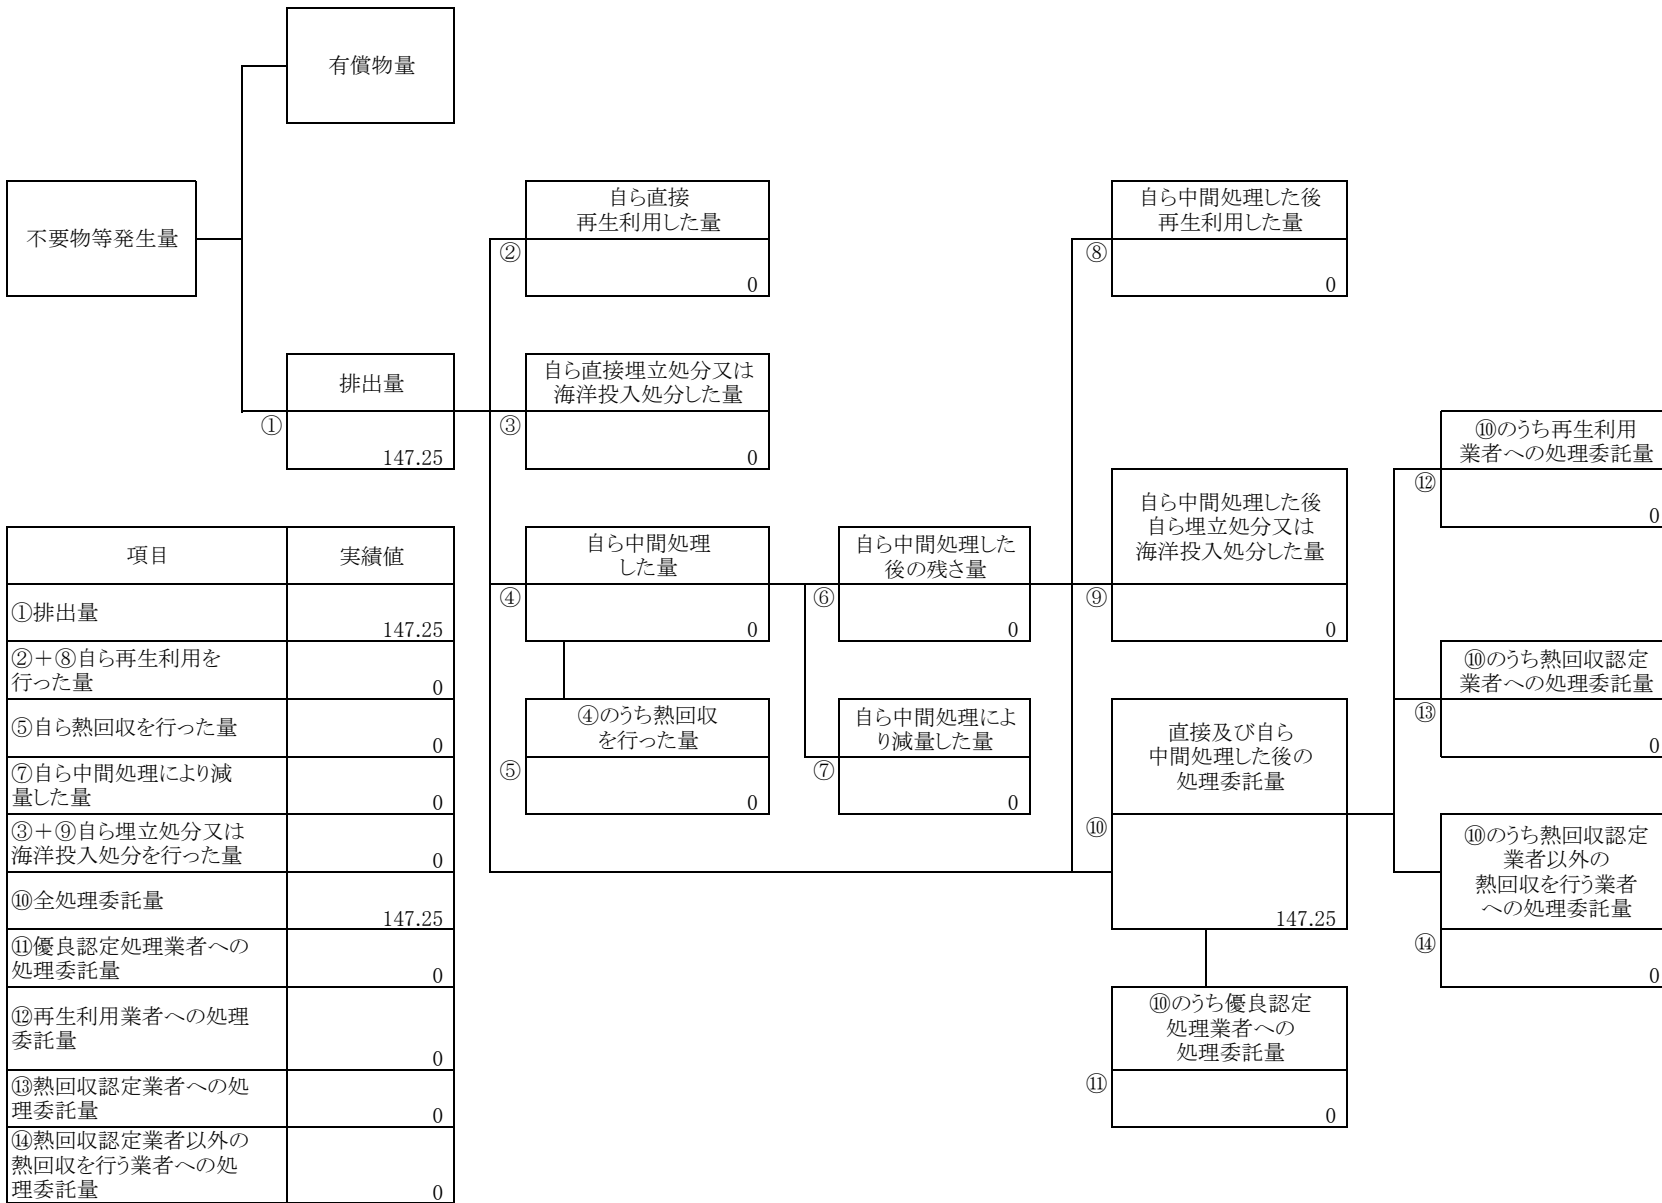 有償物量
不要物等発生量
排出量
①
147.25
自ら直接
再生利用した量
②
0
自ら直接埋立処分又は
海洋投入処分した量
③
0
自ら中間処理
した量
④
0
④のうち熱回収
を行った量
⑤
0
自ら中間処理した
後の残さ量
⑥
0
自ら中間処理によ
り減量した量
⑦
0
自ら中間処理した後
再生利用した量
⑧
0
自ら中間処理した後
自ら埋立処分又は
海洋投入処分した量
⑨
0
直接及び自ら
中間処理した後の
処理委託量
⑩
147.25
⑩のうち優良認定
処理業者への
処理委託量
⑪
0
⑩のうち再生利用
業者への処理委託量
⑫
0
⑩のうち熱回収認定
業者への処理委託量
⑬
0
⑩のうち熱回収認定
業者以外の
熱回収を行う業者
への処理委託量
⑭
0
項目 実績値
①排出量
147.25
②＋⑧自ら再生利用を
行った量
0
⑤自ら熱回収を行った量
0
⑦自ら中間処理により減
量した量
0
③＋⑨自ら埋立処分又は
海洋投入処分を行った量
0
⑩全処理委託量
147.25
⑪優良認定処理業者への
処理委託量
0
⑫再生利用業者への処理
委託量
0
⑬熱回収認定業者への処
理委託量
0
⑭熱回収認定業者以外の
熱回収を行う業者への処
理委託量
0